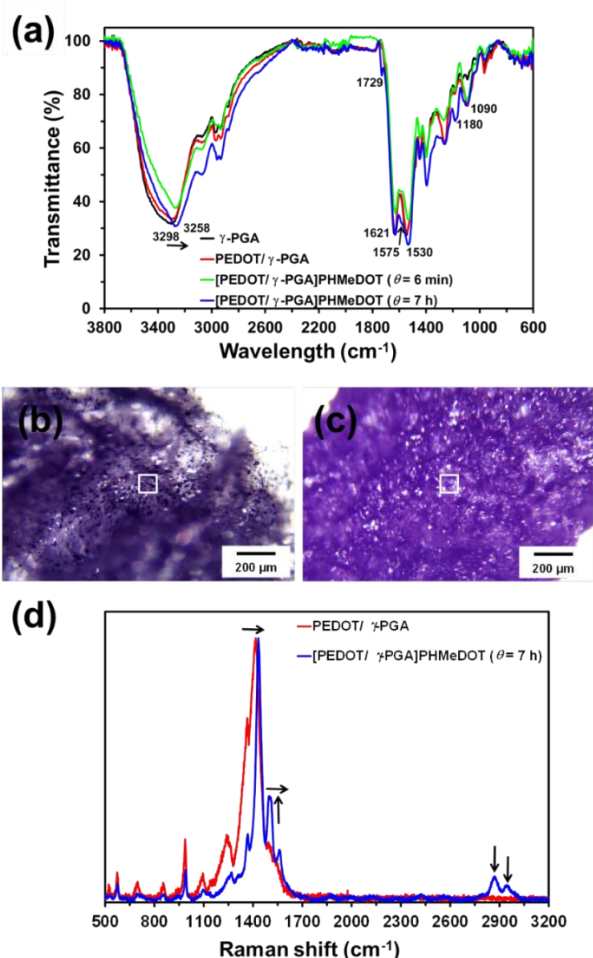 (a)
100
80
60
40
20
0
Transmittance (%)
1729
1090
1180
3298
3258
1621
1575
1530
γ-PGA
PEDOT/ γ-PGA
[PEDOT/ γ-PGA]PHMeDOT (θ= 6 min)
[PEDOT/ γ-PGA]PHMeDOT (θ= 7 h)
3800 3400 3000 2600 2200 1800 1400 1000 600
Wavelength (cm⁻¹)
(b)
200 µm
(c)
200 µm
(d)
PEDOT/ γ-PGA
[PEDOT/ γ-PGA]PHMeDOT (θ= 7 h)
500 800 1100 1400 1700 2000 2300 2600 2900 3200
Raman shift (cm⁻¹)